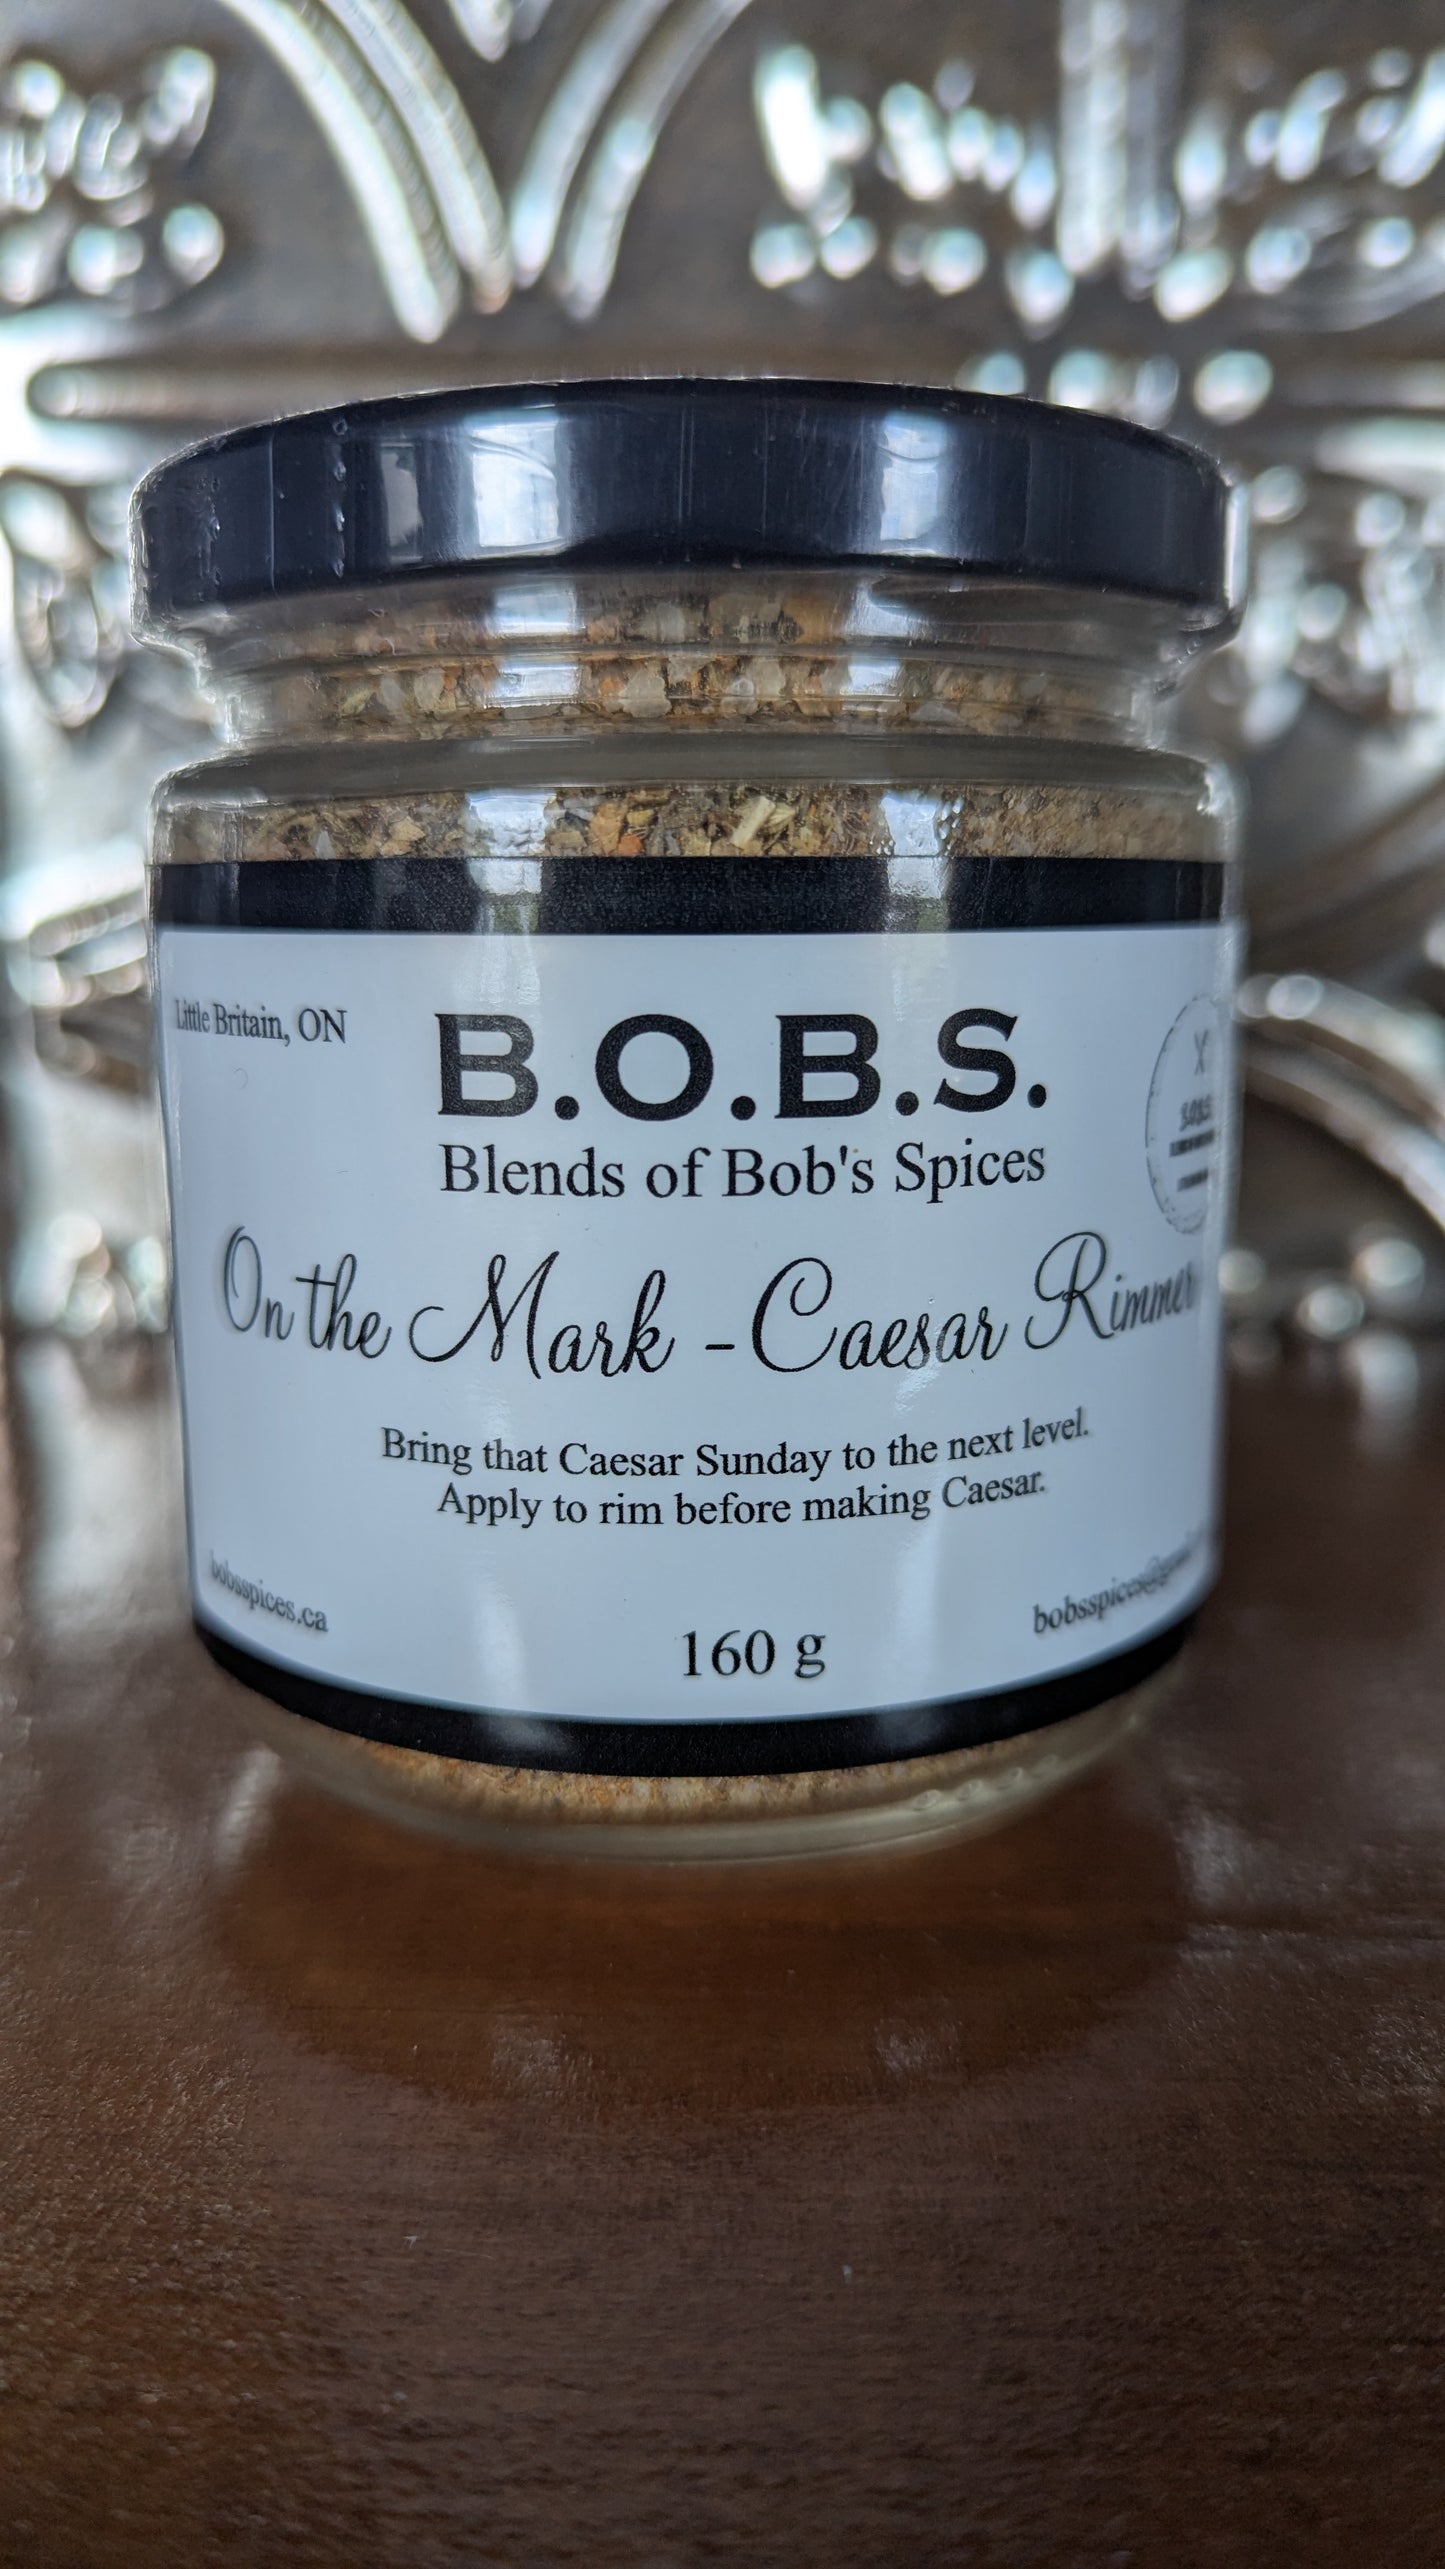 Little Britain, ON
B.O.B.S.
Blends of Bob's Spices
On the Mark - Caesar Rimmer
Bring that Caesar Sunday to the next level.
Apply to rim before making Caesar.
bobsspices.ca
160 g